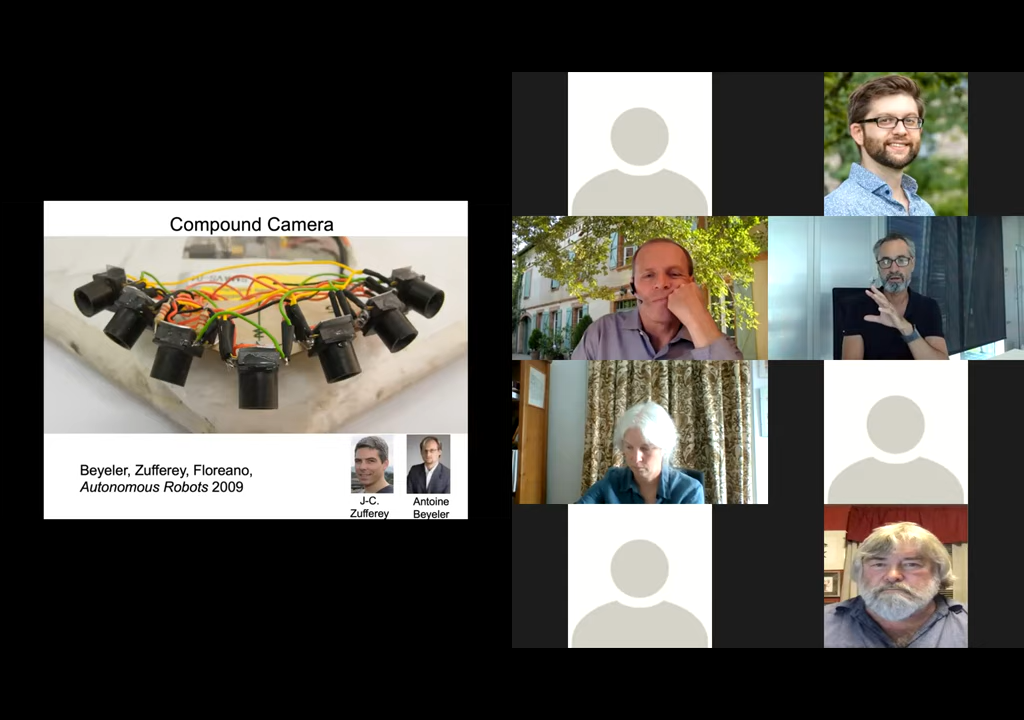 Compound Camera
Beyeler, Zufferey, Floreano,
Autonomous Robots 2009
J-C.
Zufferey
Antoine
Beyeler